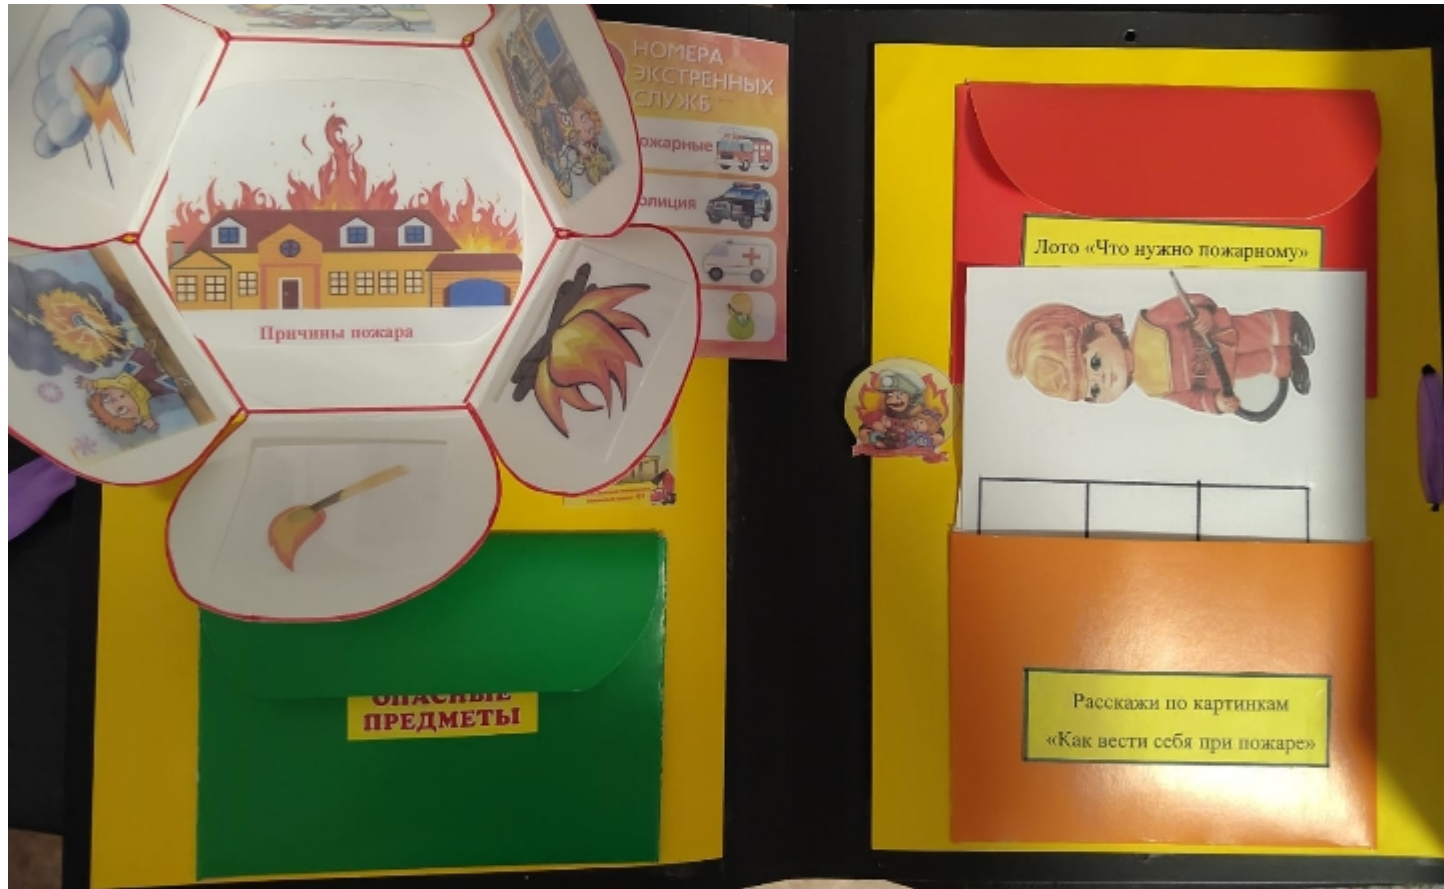 НОМЕРА
ЭКСТРЕННЫХ
СЛУЖБ
ожарные
олиция
Причины пожара
ОПАСНЫЕ
ПРЕДМЕТЫ
Лото «Что нужно пожарному»
Расскажи по картинкам
«Как вести себя при пожаре»